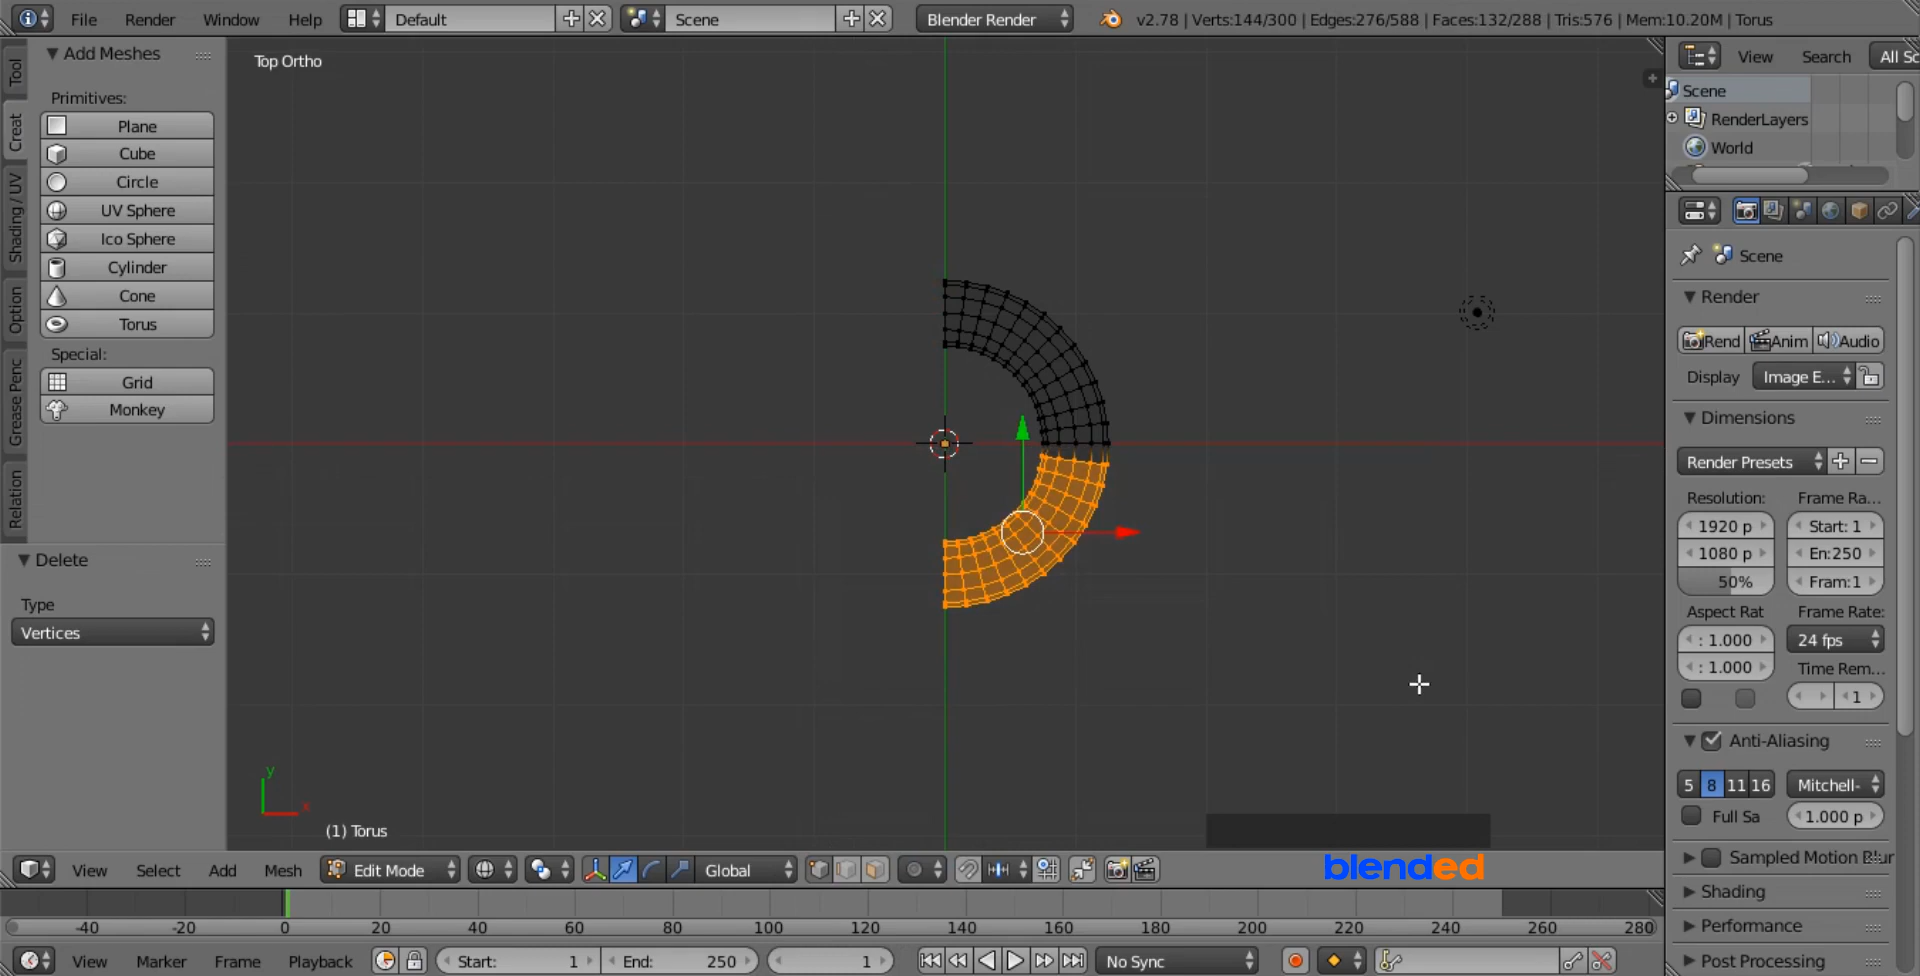 File Render Window Help Default Scene Blender Render v2.78 | Verts:144/300 | Edges:276/588 | Faces:132/288 | Tris:576 | Mem:10.20M | Torus
Tool
Creat
Shading / UV
Option
Grease Penc
Relation
Add Meshes
Primitives:
Plane
Cube
Circle
UV Sphere
Ico Sphere
Cylinder
Cone
Torus
Special:
Grid
Monkey
Delete
Type
Vertices
Top Ortho
y
x
(1) Torus
View Search All Sc
Scene
RenderLayers
World
Scene
Render
Rend Anim Audio
Display Image E...
Dimensions
Render Presets
Resolution: Frame Ra...
1920 p Start: 1
1080 p En:250
50% Fram:1
Aspect Rat Frame Rate:
: 1.000 24 fps
: 1.000 Time Rem...
1
Anti-Aliasing
5 8 11 16 Mitchell-
Full Sa 1.000 p
Sampled Motion Blur
Shading
Performance
Post Processing
View Select Add Mesh Edit Mode Global
blended
-40 -20 0 20 40 60 80 100 120 140 160 180 200 220 240 260 280
View Marker Frame Playback Start: 1 End: 250 1 No Sync